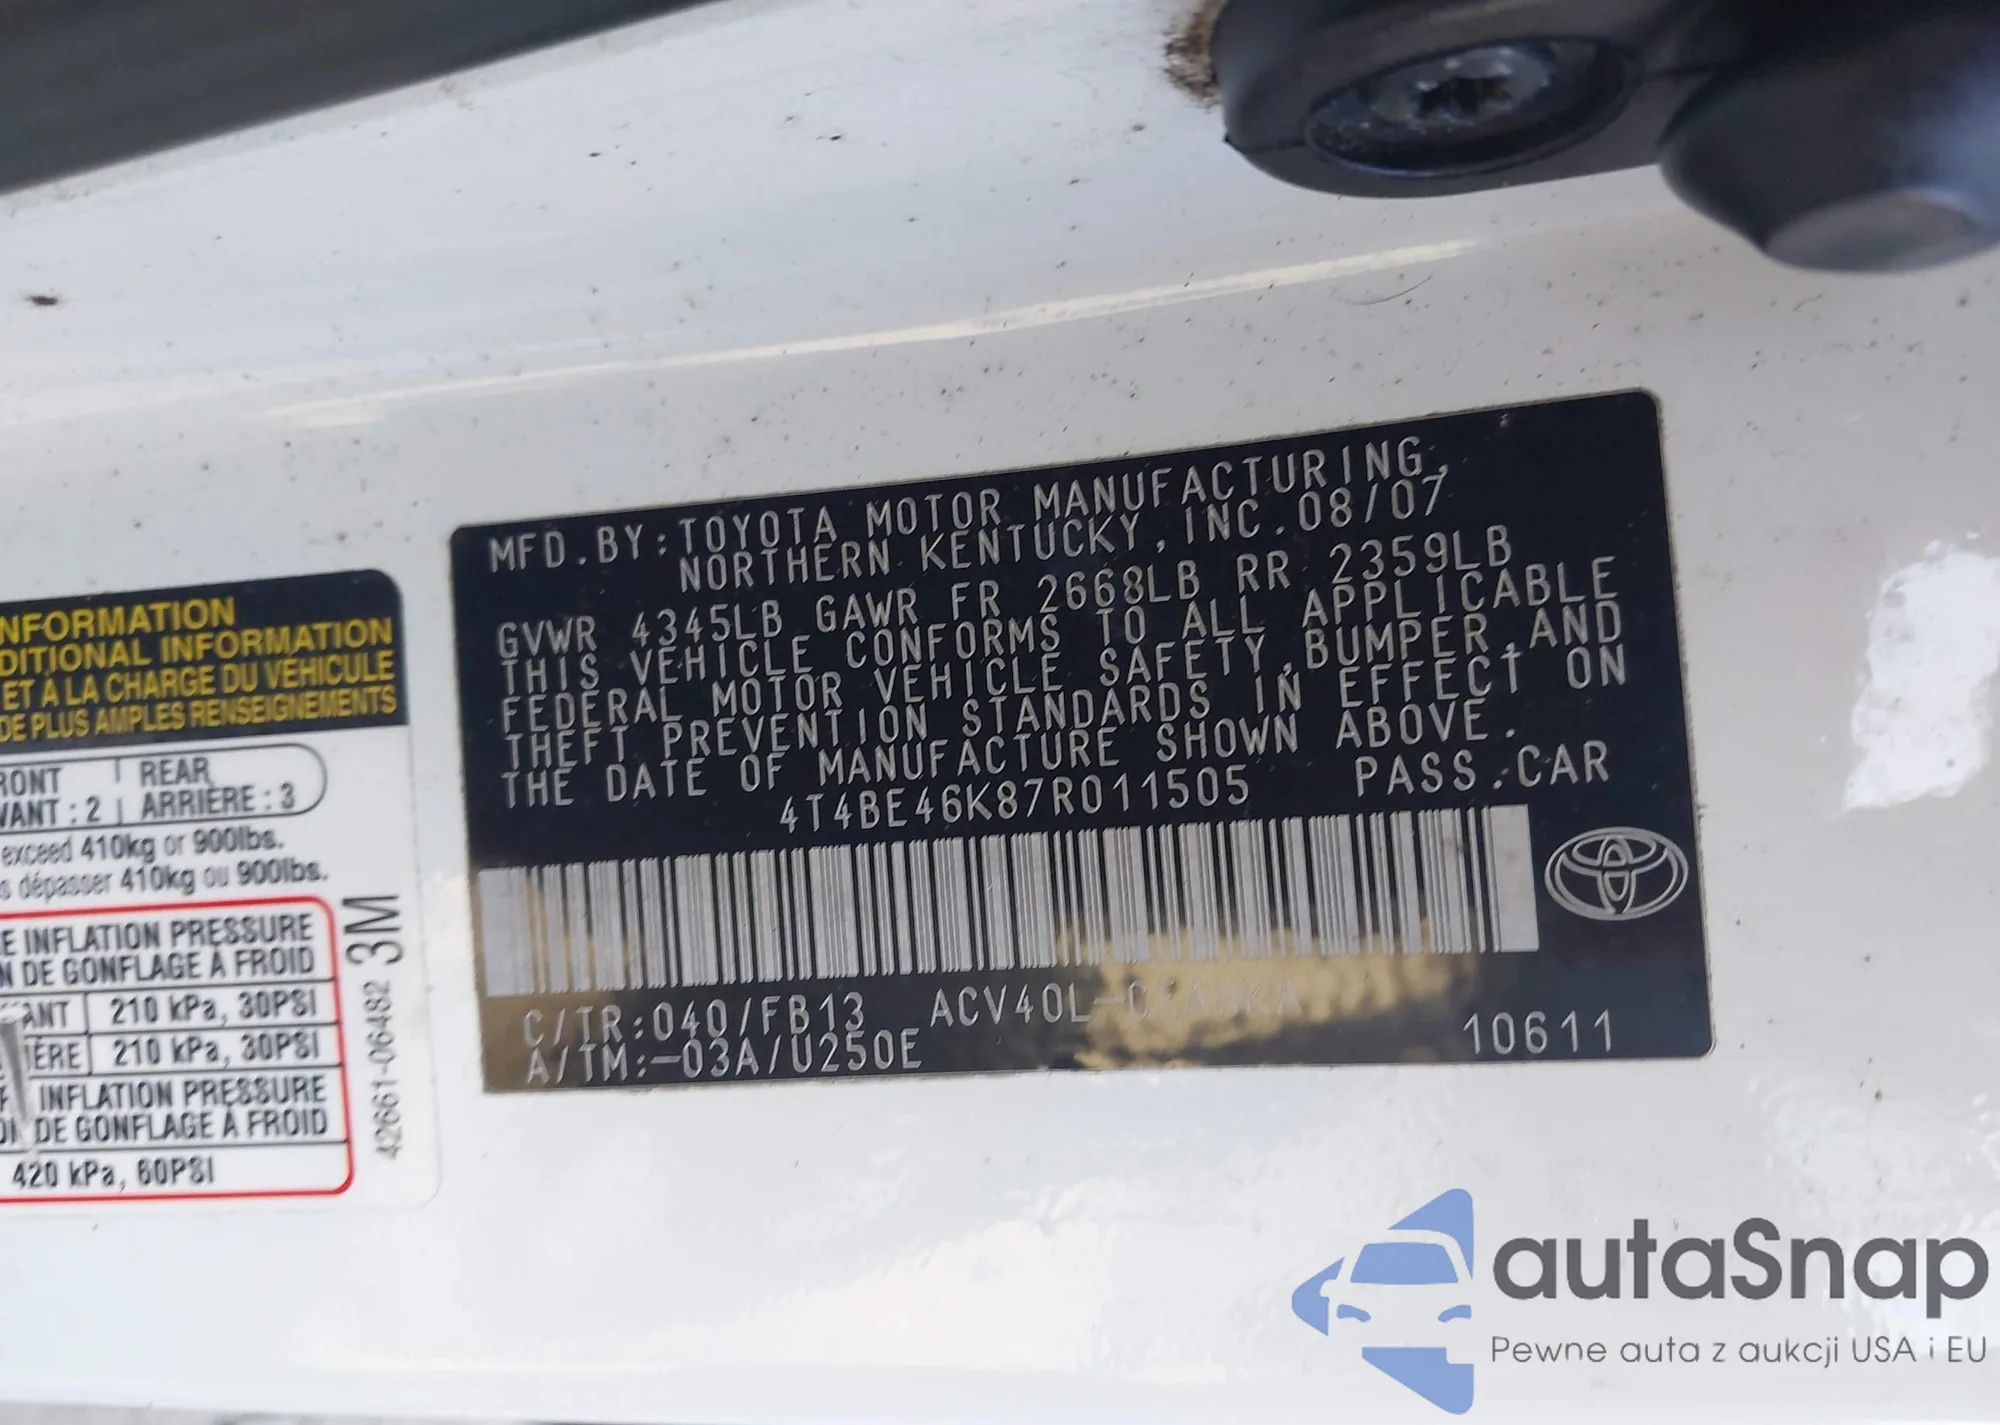 MFD.BY:TOYOTA MOTOR MANUFACTURING,
NORTHERN KENTUCKY,INC.08/07
GVWR 4345LB GAWR FR 2668LB RR 2359LB
THIS VEHICLE CONFORMS TO ALL APPLICABLE
FEDERAL MOTOR VEHICLE SAFETY,BUMPER,AND
THEFT PREVENTION STANDARDS IN EFFECT ON
THE DATE OF MANUFACTURE SHOWN ABOVE.
4T4BE46K87R011505 PASS.CAR
C/TR:040/FB13 ACV40L-
A/TM:-03A/U250E 10611
NFORMATION
DITIONAL INFORMATION
ET À LA CHARGE DU VÉHICULE
DE PLUS AMPLES RENSEIGNEMENTS
RONT REAR
VANT : 2 ARRIÈRE : 3
exceed 410kg or 900lbs.
s dépasser 410kg ou 900lbs.
E INFLATION PRESSURE
N DE GONFLAGE À FROID
ANT 210 kPa, 30PSI
IÈRE 210 kPa, 30PSI
INFLATION PRESSURE
DE GONFLAGE À FROID
420 kPa, 60PSI
42661-06482 3M
autaSnap
Pewne auta z aukcji USA i EU